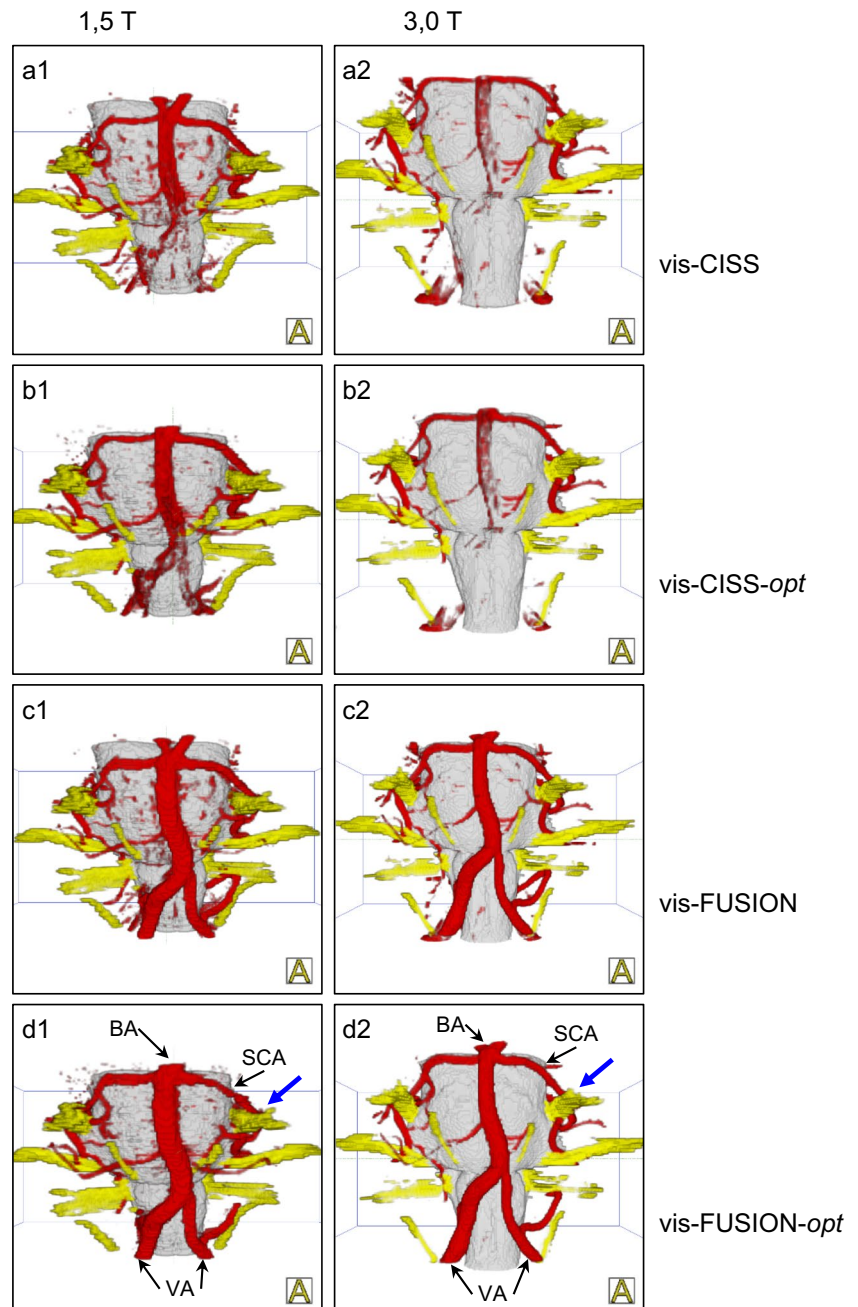 1,5 T 3,0 T
a1 a2
vis-CISS
A A
b1 b2
vis-CISS-opt
A A
c1 c2
vis-FUSION
A A
d1 BA SCA d2 BA SCA
vis-FUSION-opt
VA A VA A